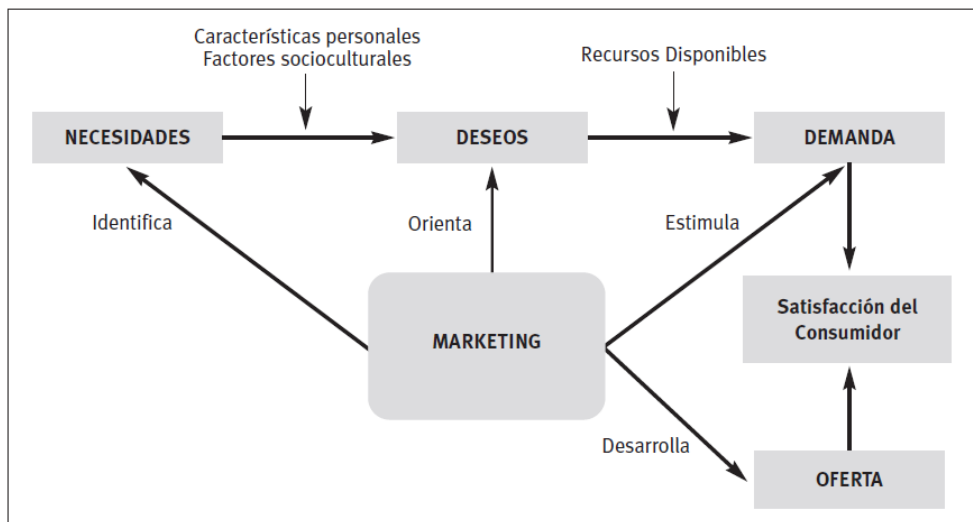 Características personales
Factores socioculturales
Recursos Disponibles
NECESIDADES
DESEOS
DEMANDA
Identifica
Orienta
Estimula
MARKETING
Satisfacción del
Consumidor
Desarrolla
OFERTA